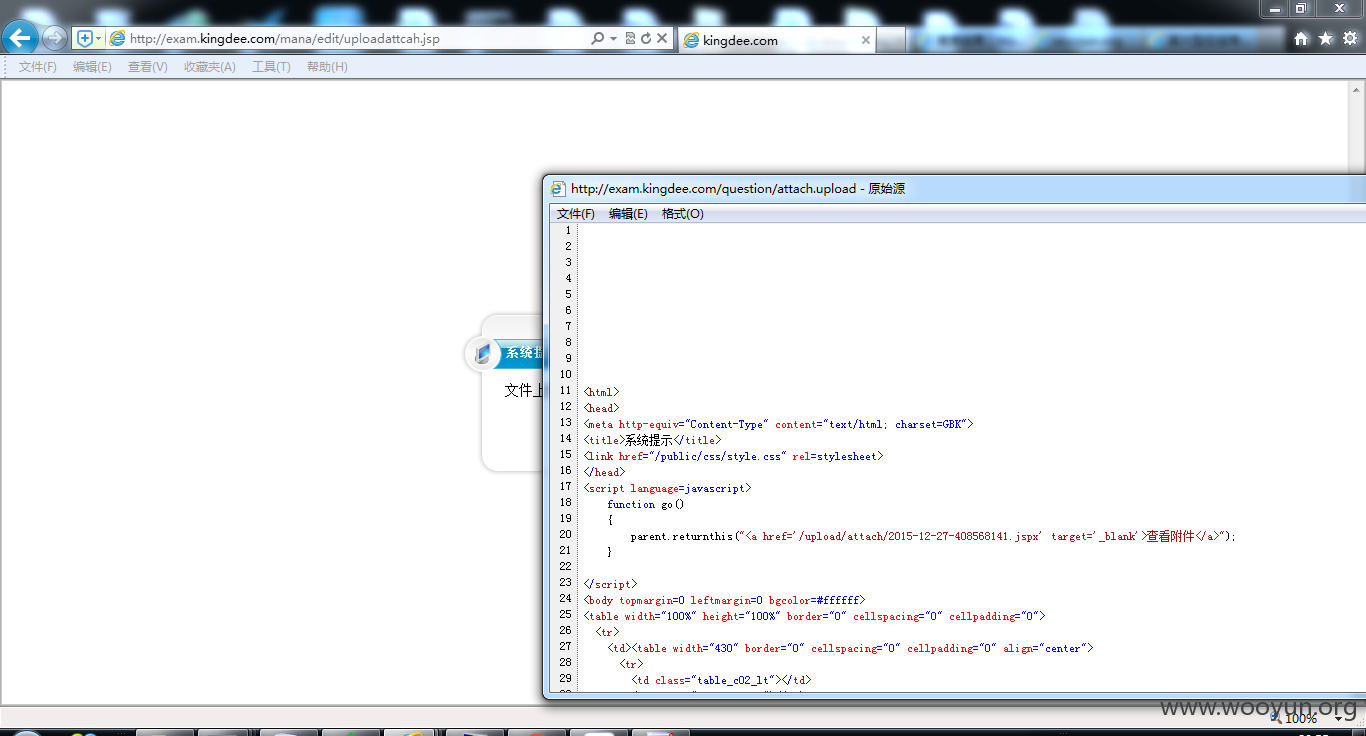 http://exam.kingdee.com/mana/edit/uploadattcah.jsp
kingdee.com
文件(F) 编辑(E) 查看(V) 收藏夹(A) 工具(T) 帮助(H)
http://exam.kingdee.com/question/attach.upload - 原始源
文件(F) 编辑(E) 格式(O)
1
2
3
4
5
6
7
8
9
10
11 <html>
12 <head>
13 <meta http-equiv="Content-Type" content="text/html; charset=GBK">
14 <title>系统提示</title>
15 <link href="/public/css/style.css" rel=stylesheet>
16 </head>
17 <script language=javascript>
18 function go()
19 {
20 parent.returnthis("<a href='/upload/attach/2015-12-27-408568141.jspx' target='_blank'>查看附件</a>");
21 }
22
23 </script>
24 <body topmargin=0 leftmargin=0 bgcolor=#ffffff>
25 <table width="100%" height="100%" border="0" cellspacing="0" cellpadding="0">
26 <tr>
27 <td><table width="430" border="0" cellspacing="0" cellpadding="0" align="center">
28 <tr>
29 <td class="table_c02_lt"></td>
系统提
文件上
www.wooyun.org
100%